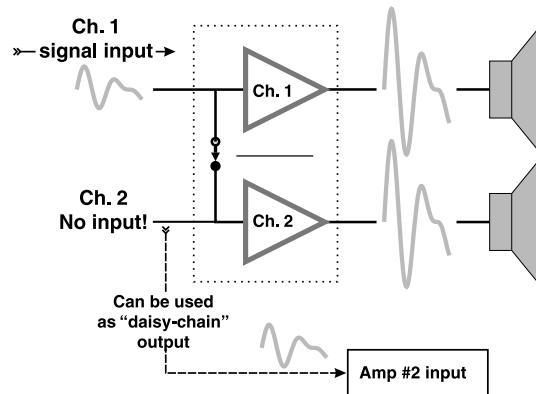 Ch. 1
signal input
Ch. 1
Ch. 2
No input!
Ch. 2
Can be used
as “daisy-chain”
output
Amp #2 input